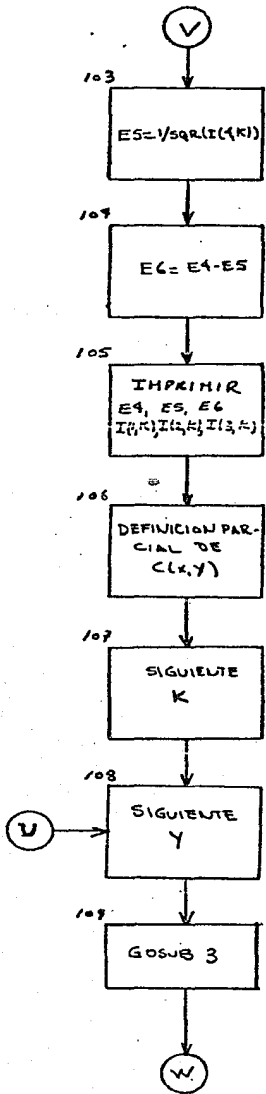 V
103
E5=1/SQR(I(4,K))
104
E6= E4-E5
105
IMPRIMIR
E4, E5, E6
I(1,K), I(2,K), I(3,K)
106
DEFINICION PAR-
CIAL DE
C(X,Y)
107
SIGUIENTE
K
108
SIGUIENTE
Y
U
109
GOSUB 3
W